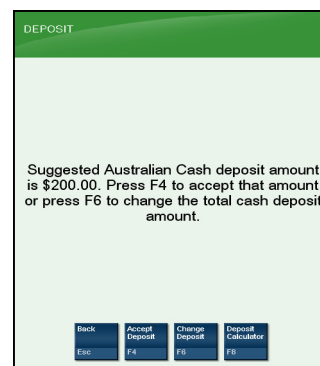 DEPOSIT
Suggested Australian Cash deposit amount
is $200.00. Press F4 to accept that amount
or press F6 to change the total cash deposit
amount.
Back Accept Deposit Change Deposit Deposit Calculator
Esc F4 F6 F8